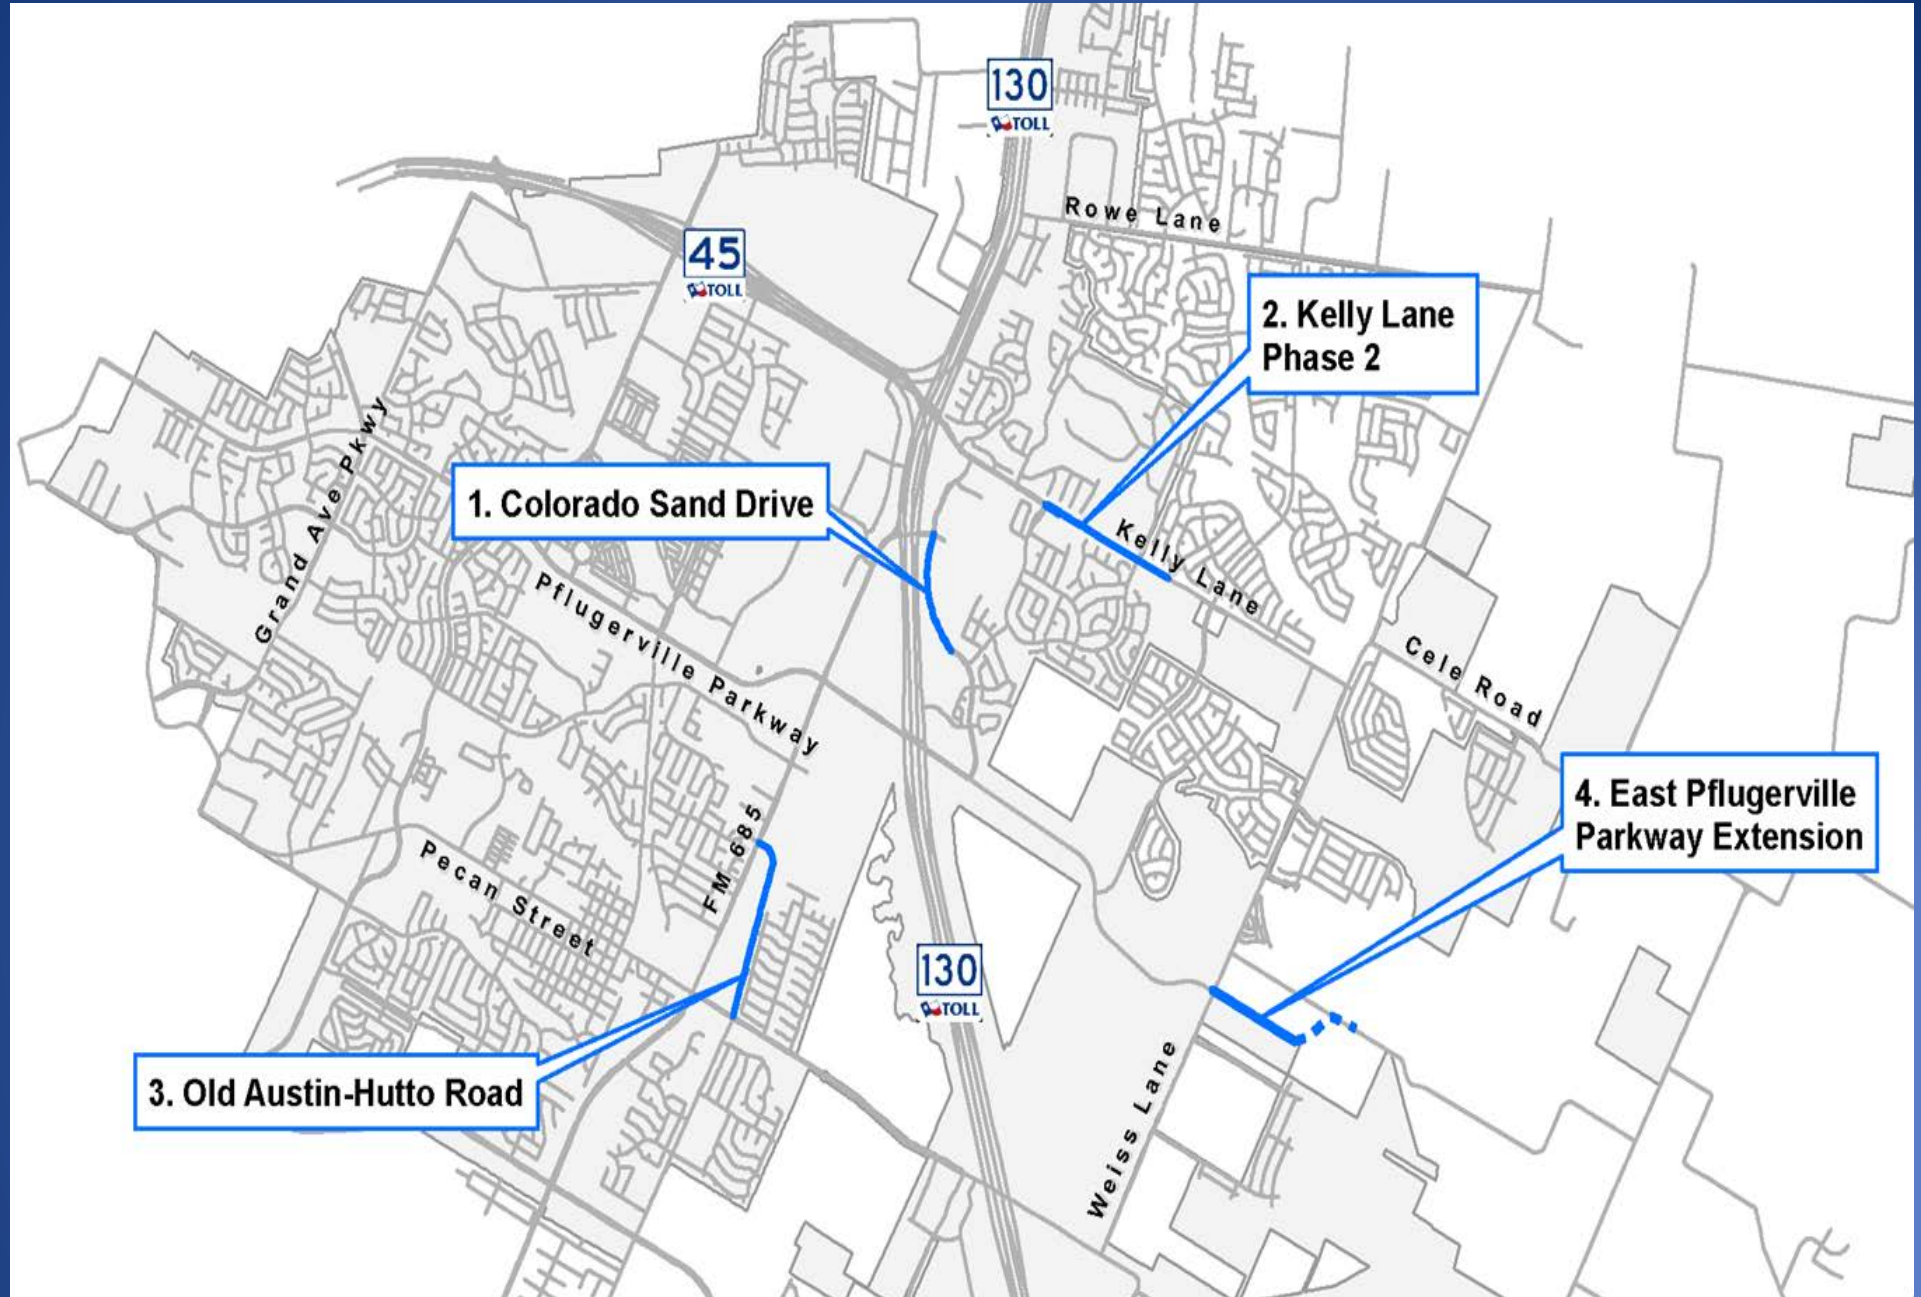 130
TOLL
Rowe Lane
45
TOLL
2. Kelly Lane
Phase 2
Grand Ave Pkwy
1. Colorado Sand Drive
Kelly Lane
Pflugerville Parkway
Cele Road
4. East Pflugerville
Parkway Extension
FM 685
Pecan Street
130
TOLL
3. Old Austin-Hutto Road
Weiss Lane